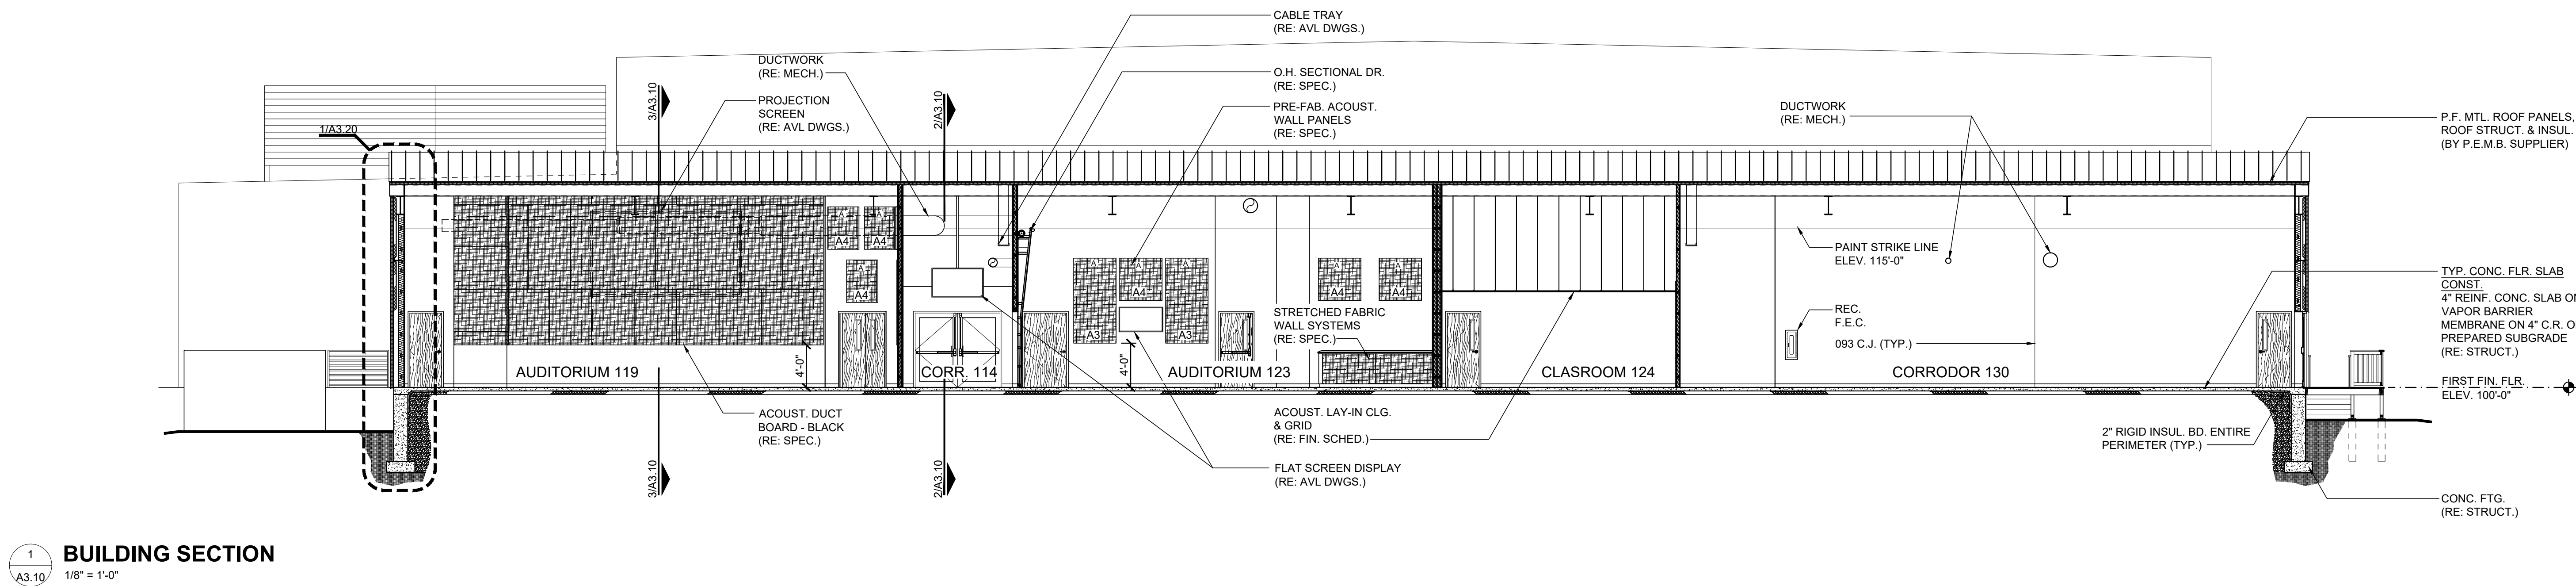 CABLE TRAY
(RE: AVL DWGS.)
DUCTWORK
(RE: MECH.)
O.H. SECTIONAL DR.
(RE: SPEC.)
PROJECTION
SCREEN
(RE: AVL DWGS.)
PRE-FAB. ACOUST.
WALL PANELS
(RE: SPEC.)
DUCTWORK
(RE: MECH.)
P.F. MTL. ROOF PANELS,
ROOF STRUCT. & INSUL.
(BY P.E.M.B. SUPPLIER)
1/A3.20
3/A3.10
2/A3.10
A
A4
A
A4
A
A4
A
A3
A
A4
A
A3
A
A4
A
A4
PAINT STRIKE LINE
ELEV. 115'-0"
STRETCHED FABRIC
WALL SYSTEMS
(RE: SPEC.)
REC.
F.E.C.
093 C.J. (TYP.)
TYP. CONC. FLR. SLAB
CONST.
4" REINF. CONC. SLAB
VAPOR BARRIER
MEMBRANE ON 4" C.R.
PREPARED SUBGRADE
(RE: STRUCT.)
4'-0"
4'-0"
AUDITORIUM 119
CORR. 114
AUDITORIUM 123
CLASROOM 124
CORRODOR 130
FIRST FIN. FLR.
ELEV. 100'-0"
ACOUST. DUCT
BOARD - BLACK
(RE: SPEC.)
ACOUST. LAY-IN CLG.
& GRID
(RE: FIN. SCHED.)
2" RIGID INSUL. BD. ENTIRE
PERIMETER (TYP.)
FLAT SCREEN DISPLAY
(RE: AVL DWGS.)
3/A3.10
2/A3.10
CONC. FTG.
(RE: STRUCT.)
1
A3.10
BUILDING SECTION
1/8" = 1'-0"